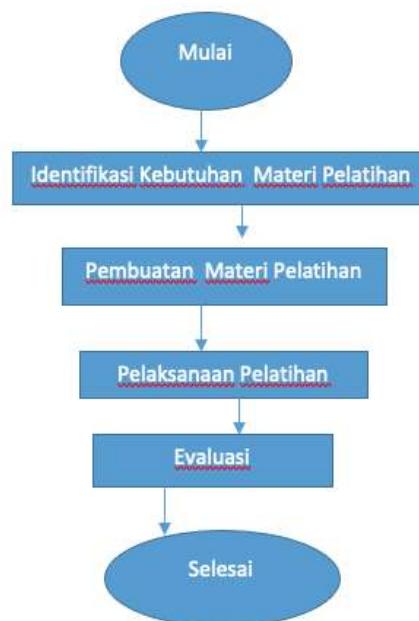 Mulai
Identifikasi Kebutuhan Materi Pelatihan
Pembuatan Materi Pelatihan
Pelaksanaan Pelatihan
Evaluasi
Selesai